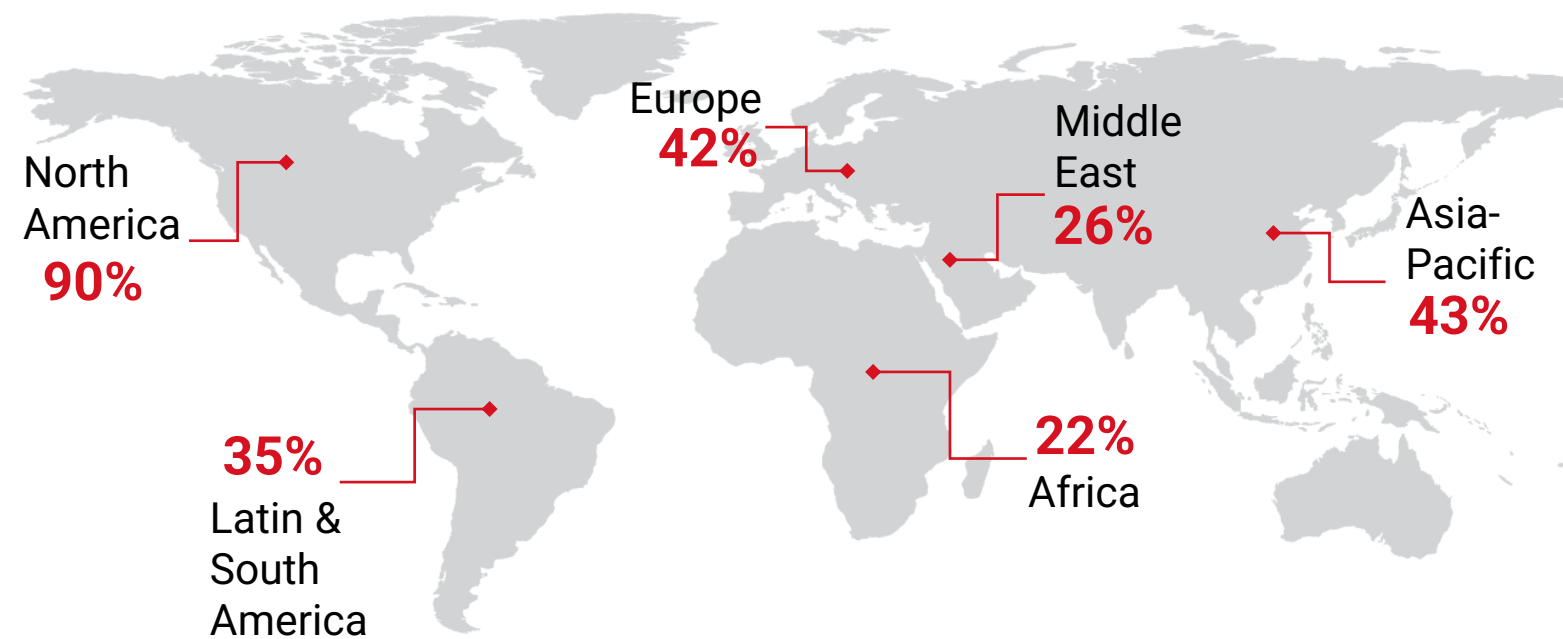 North
America
90%
Europe
42%
Middle
East
26%
Asia-
Pacific
43%
35%
Latin &
South
America
22%
Africa